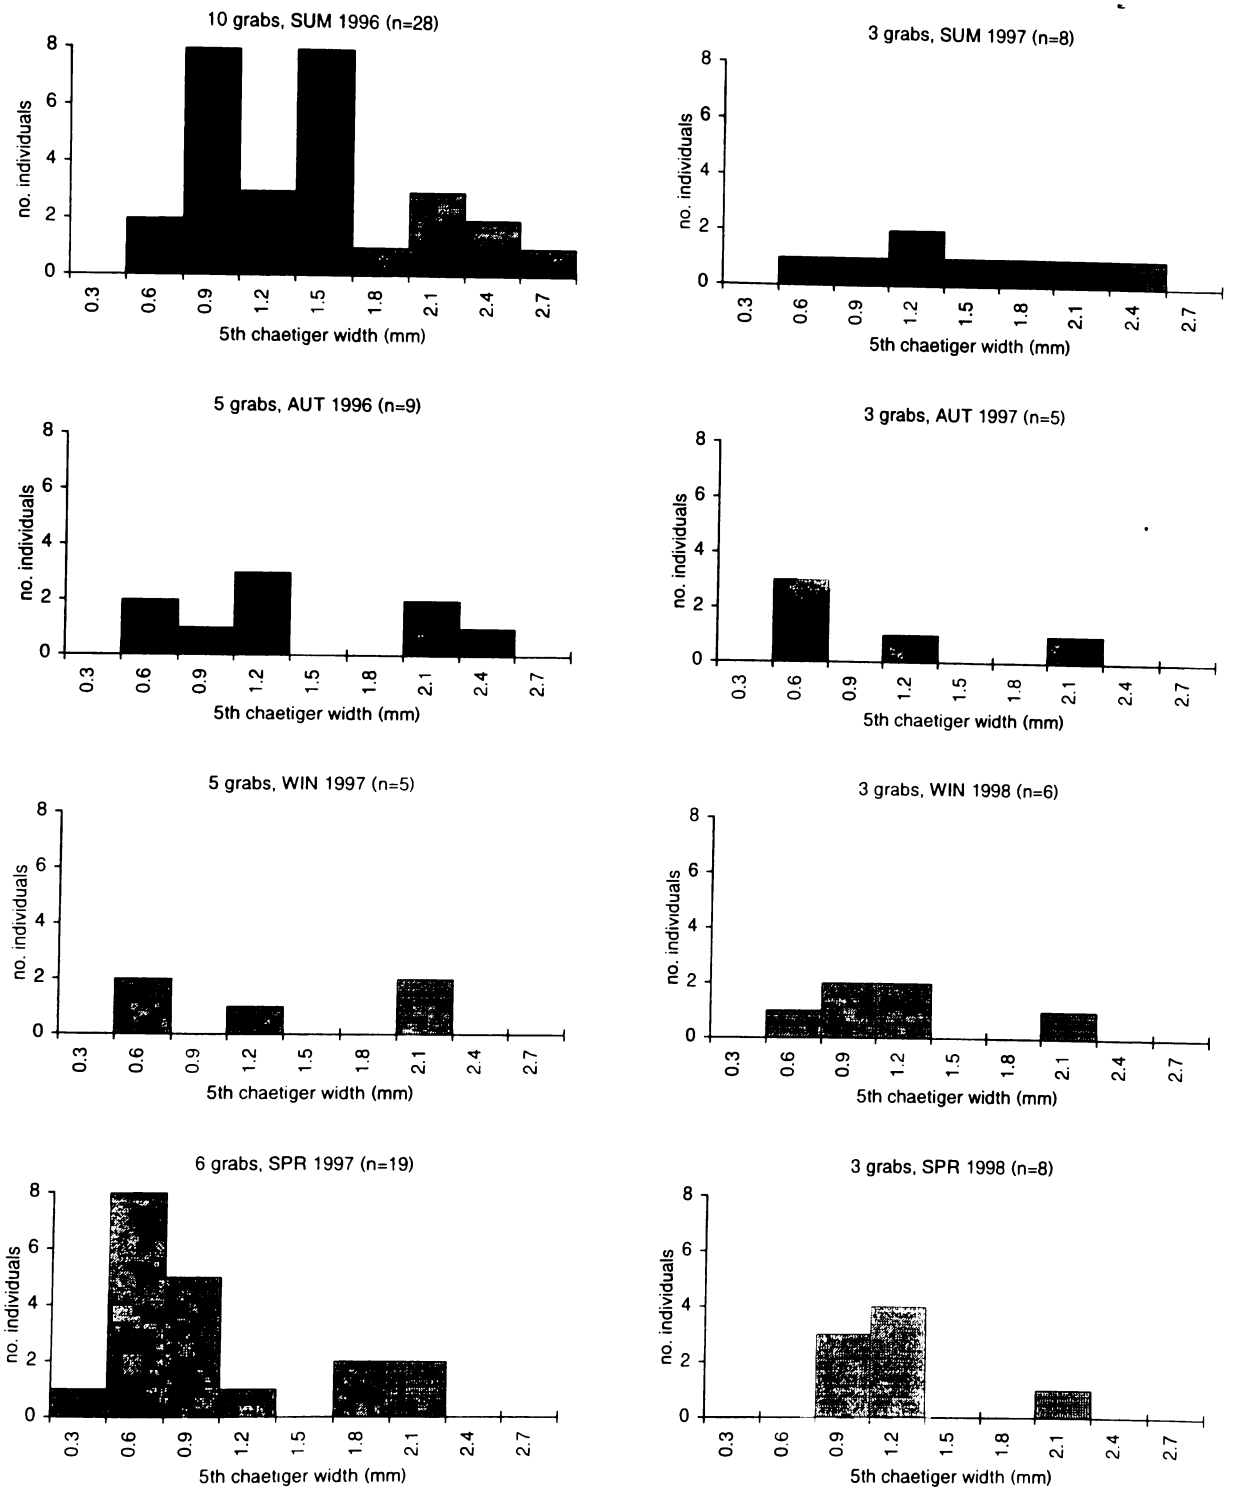 10 grabs, SUM 1996 (n=28)
8
6
4
2
0
no. individuals
0.3 0.6 0.9 1.2 1.5 1.8 2.1 2.4 2.7
5th chaetiger width (mm)
3 grabs, SUM 1997 (n=8)
8
6
4
2
0
no. individuals
0.3 0.6 0.9 1.2 1.5 1.8 2.1 2.4 2.7
5th chaetiger width (mm)
5 grabs, AUT 1996 (n=9)
8
6
4
2
0
no. individuals
0.3 0.6 0.9 1.2 1.5 1.8 2.1 2.4 2.7
5th chaetiger width (mm)
3 grabs, AUT 1997 (n=5)
8
6
4
2
0
no. individuals
0.3 0.6 0.9 1.2 1.5 1.8 2.1 2.4 2.7
5th chaetiger width (mm)
5 grabs, WIN 1997 (n=5)
8
6
4
2
0
no. individuals
0.3 0.6 0.9 1.2 1.5 1.8 2.1 2.4 2.7
5th chaetiger width (mm)
3 grabs, WIN 1998 (n=6)
8
6
4
2
0
no. individuals
0.3 0.6 0.9 1.2 1.5 1.8 2.1 2.4 2.7
5th chaetiger width (mm)
6 grabs, SPR 1997 (n=19)
8
6
4
2
0
no. individuals
0.3 0.6 0.9 1.2 1.5 1.8 2.1 2.4 2.7
5th chaetiger width (mm)
3 grabs, SPR 1998 (n=8)
8
6
4
2
0
no. individuals
0.3 0.6 0.9 1.2 1.5 1.8 2.1 2.4 2.7
5th chaetiger width (mm)